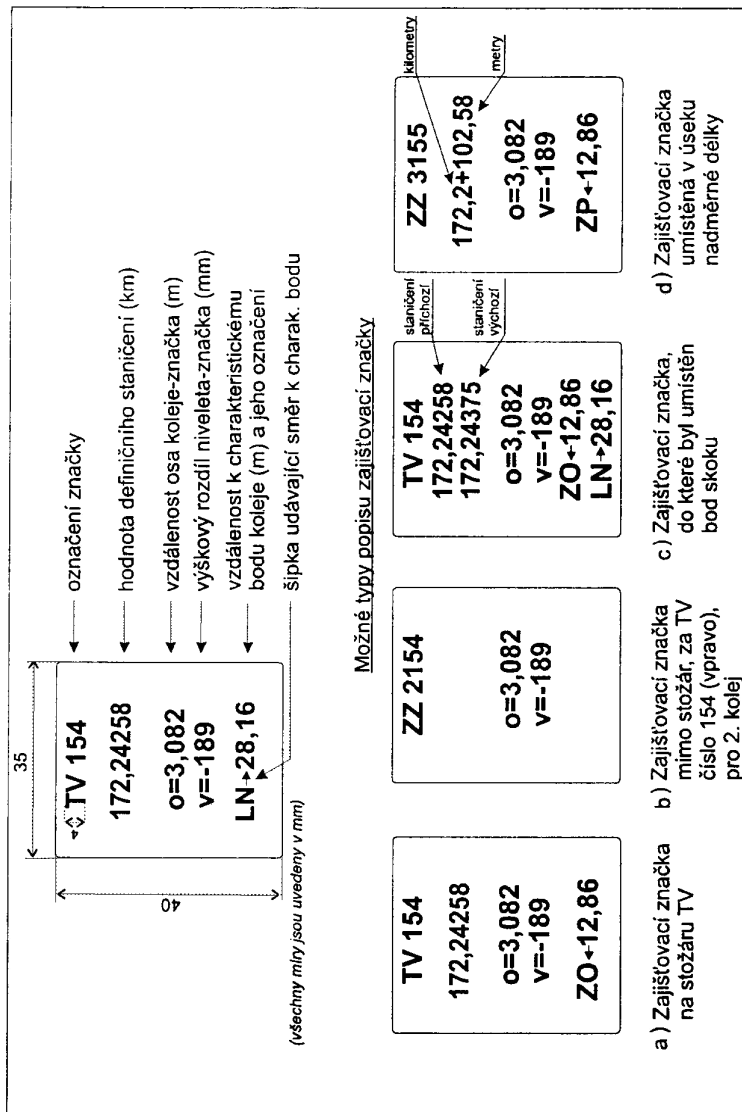 35
40
4
TV 154
172,24258
o=3,082
v=-189
LN→28,16
označení značky
hodnota definičního staničení (km)
vzdálenost osa koleje-značka (m)
výškový rozdíl niveleta-značka (mm)
vzdálenost k charakteristickému
bodu koleje (m) a jeho označení
šipka udávající směr k charak. bodu
(všechny míry jsou uvedeny v mm)
Možné typy popisu zajišťovací značky
TV 154
172,24258
o=3,082
v=-189
ZO←12,86
a) Zajišťovací značka
na stožáru TV
ZZ 2154
o=3,082
v=-189
b) Zajišťovací značka
mimo stožár, za TV
číslo 154 (vpravo),
pro 2. kolej
TV 154
172,24258
172,24375
o=3,082
v=-189
ZO←12,86
LN→28,16
staničení
příchozí
staničení
výchozí
c) Zajišťovací značka,
do které byl umístěn
bod skoku
ZZ 3155
172,2+102,58
o=3,082
v=-189
ZP←12,86
kilometry
metry
d) Zajišťovací značka
umístěná v úseku
nadměrné délky